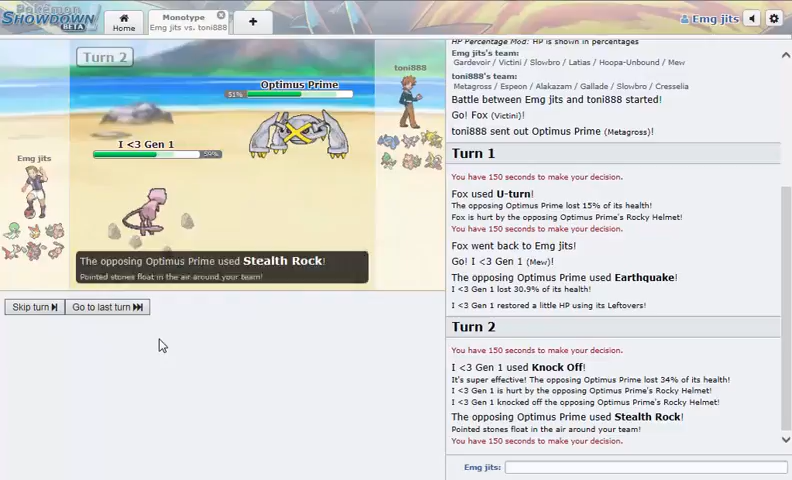 Pokémon
SHOWDOWN
BETA
Home
Monotype
Emg jits vs. toni888
Emg jits
Turn 2
Optimus Prime
51%
toni888
I <3 Gen 1
Emg jits
The opposing Optimus Prime used Stealth Rock!
Pointed stones float in the air around your team!
Skip turn
Go to last turn
HP Percentage Mod: HP is shown in percentages
Emg jits's team:
Gardevoir / Victini / Slowbro / Latias / Hoopa-Unbound / Mew
toni888's team:
Metagross / Espeon / Alakazam / Gallade / Slowbro / Cresselia
Battle between Emg jits and toni888 started!
Go! Fox (Victini)!
toni888 sent out Optimus Prime (Metagross)!
Turn 1
You have 150 seconds to make your decision.
Fox used U-turn!
The opposing Optimus Prime lost 15% of its health!
Fox is hurt by the opposing Optimus Prime's Rocky Helmet!
You have 150 seconds to make your decision.
Fox went back to Emg jits!
Go! I <3 Gen 1 (Mew)!
The opposing Optimus Prime used Earthquake!
I <3 Gen 1 lost 30.9% of its health!
I <3 Gen 1 restored a little HP using its Leftovers!
Turn 2
You have 150 seconds to make your decision.
I <3 Gen 1 used Knock Off!
It's super effective! The opposing Optimus Prime lost 34% of its health!
I <3 Gen 1 is hurt by the opposing Optimus Prime's Rocky Helmet!
I <3 Gen 1 knocked off the opposing Optimus Prime's Rocky Helmet!
The opposing Optimus Prime used Stealth Rock!
Pointed stones float in the air around your team!
You have 150 seconds to make your decision.
Emg jits: